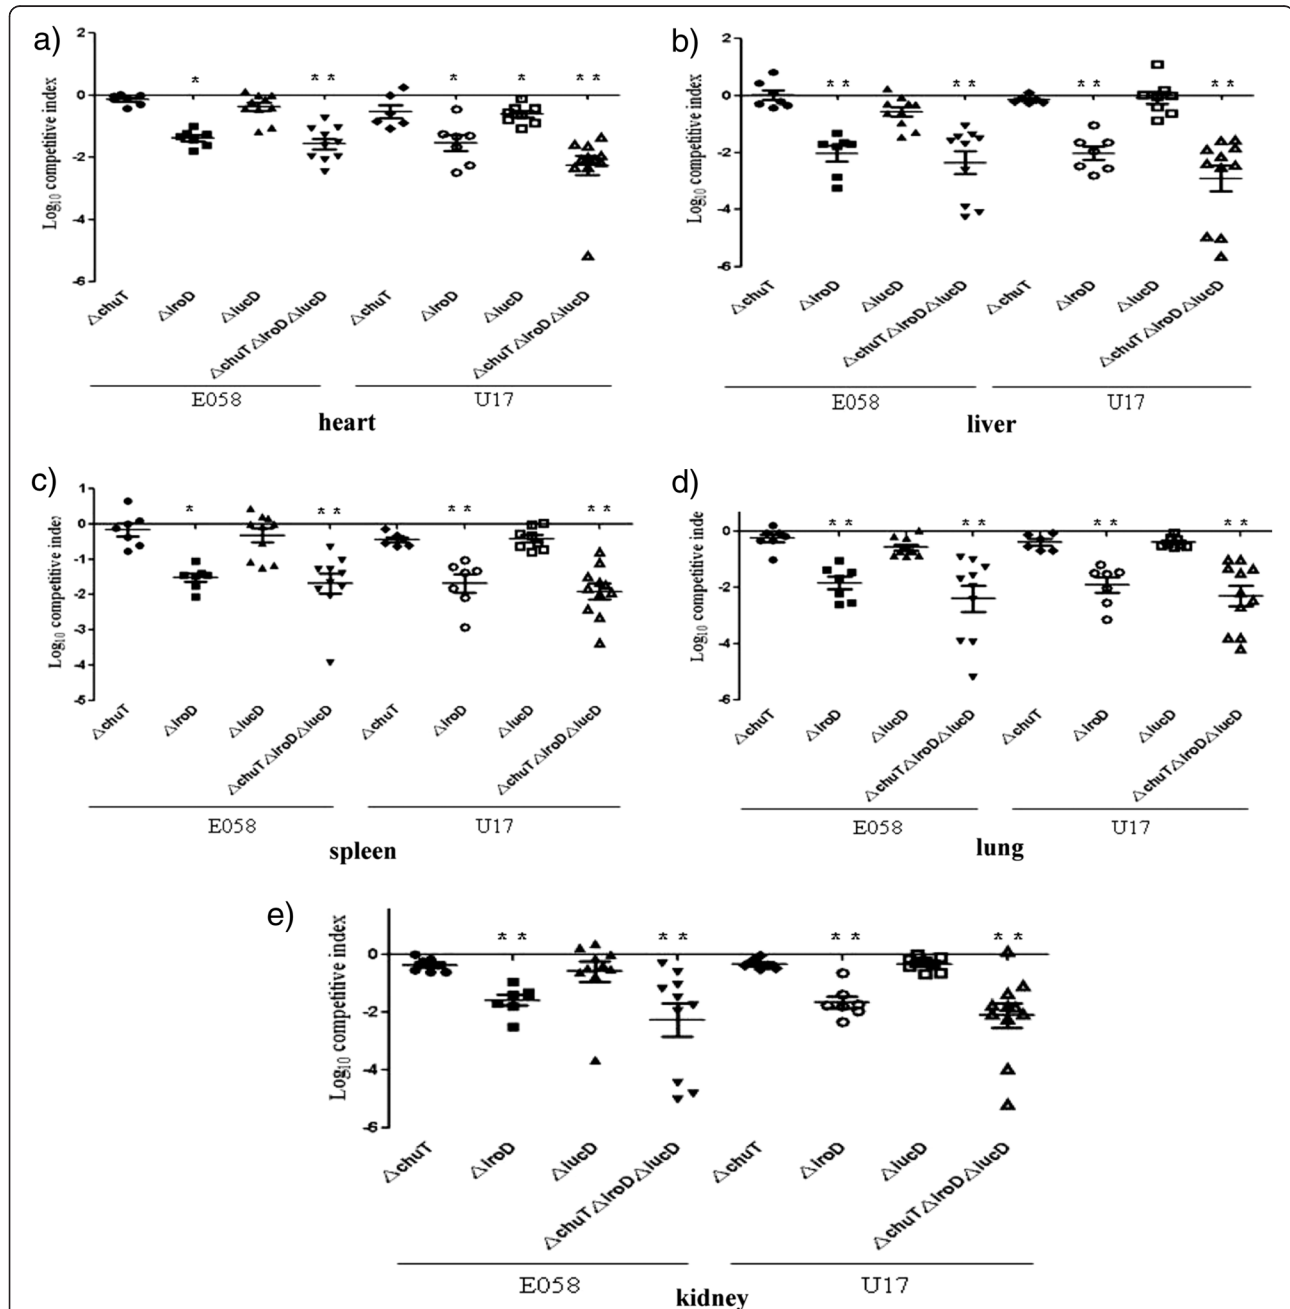 a)
Log10 competitive index
2
0
-2
-4
-6
* ** * * **
△chuT △iroD △iucD △chuT△iroD△iucD △chuT △iroD △iucD △chuT△iroD△iucD
E058 U17
heart
b)
Log10 competitive index
2
0
-2
-4
-6
** ** ** **
△chuT △iroD △iucD △chuT△iroD△iucD △chuT △iroD △iucD △chuT△iroD△iucD
E058 U17
liver
c)
Log10 competitive index
1
0
-1
-2
-3
-4
-5
* ** ** **
△chuT △iroD △iucD △chuT△iroD△iucD △chuT △iroD △iucD △chuT△iroD△iucD
E058 U17
spleen
d)
Log10 competitive inde
0
-2
-4
-6
** ** ** **
△chuT △iroD △iucD △chuT△iroD△iucD △chuT △iroD △iucD △chuT△iroD△iucD
E058 U17
lung
e)
Log10 competitive index
0
-2
-4
-6
** ** ** **
△chuT △iroD △iucD △chuT△iroD△iucD △chuT △iroD △iucD △chuT△iroD△iucD
E058 U17
kidney